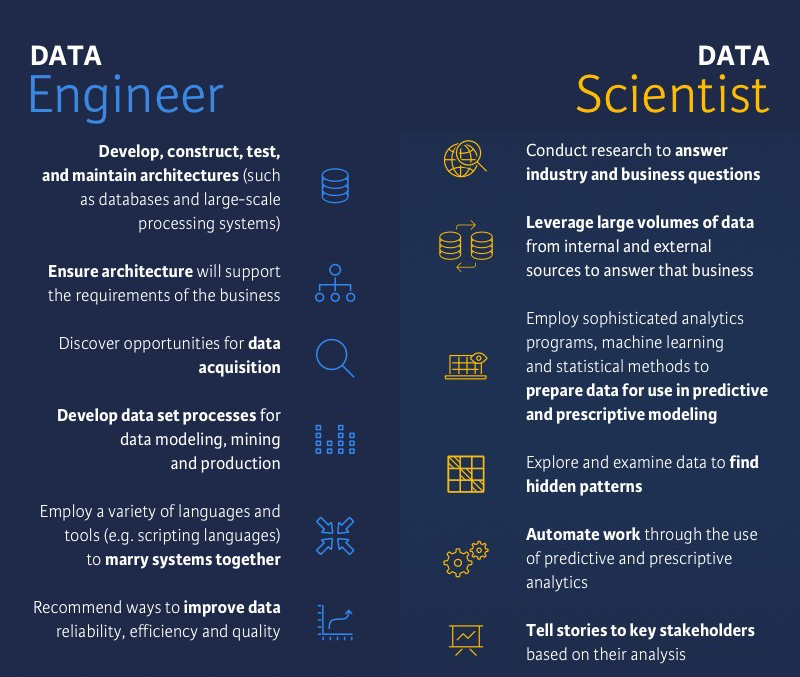 DATA
Engineer
Develop, construct, test,
and maintain architectures (such
as databases and large-scale
processing systems)
Ensure architecture will support
the requirements of the business
Discover opportunities for data
acquisition
Develop data set processes for
data modeling, mining
and production
Employ a variety of languages and
tools (e.g. scripting languages)
to marry systems together
Recommend ways to improve data
reliability, efficiency and quality
DATA
Scientist
Conduct research to answer
industry and business questions
Leverage large volumes of data
from internal and external
sources to answer that business
Employ sophisticated analytics
programs, machine learning
and statistical methods to
prepare data for use in predictive
and prescriptive modeling
Explore and examine data to find
hidden patterns
Automate work through the use
of predictive and prescriptive
analytics
Tell stories to key stakeholders
based on their analysis